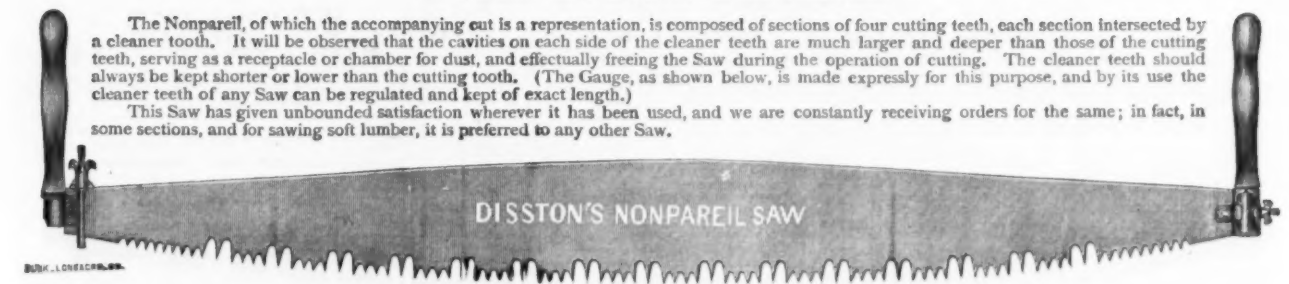 The Nonpareil, of which the accompanying cut is a representation, is composed of sections of four cutting teeth, each section intersected by
a cleaner tooth. It will be observed that the cavities on each side of the cleaner teeth are much larger and deeper than those of the cutting
teeth, serving as a receptacle or chamber for dust, and effectually freeing the Saw during the operation of cutting. The cleaner teeth should
always be kept shorter or lower than the cutting tooth. (The Gauge, as shown below, is made expressly for this purpose, and by its use the
cleaner teeth of any Saw can be regulated and kept of exact length.)
This Saw has given unbounded satisfaction wherever it has been used, and we are constantly receiving orders for the same; in fact, in
some sections, and for sawing soft lumber, it is preferred to any other Saw.
DISSTON'S NONPAREIL SAW